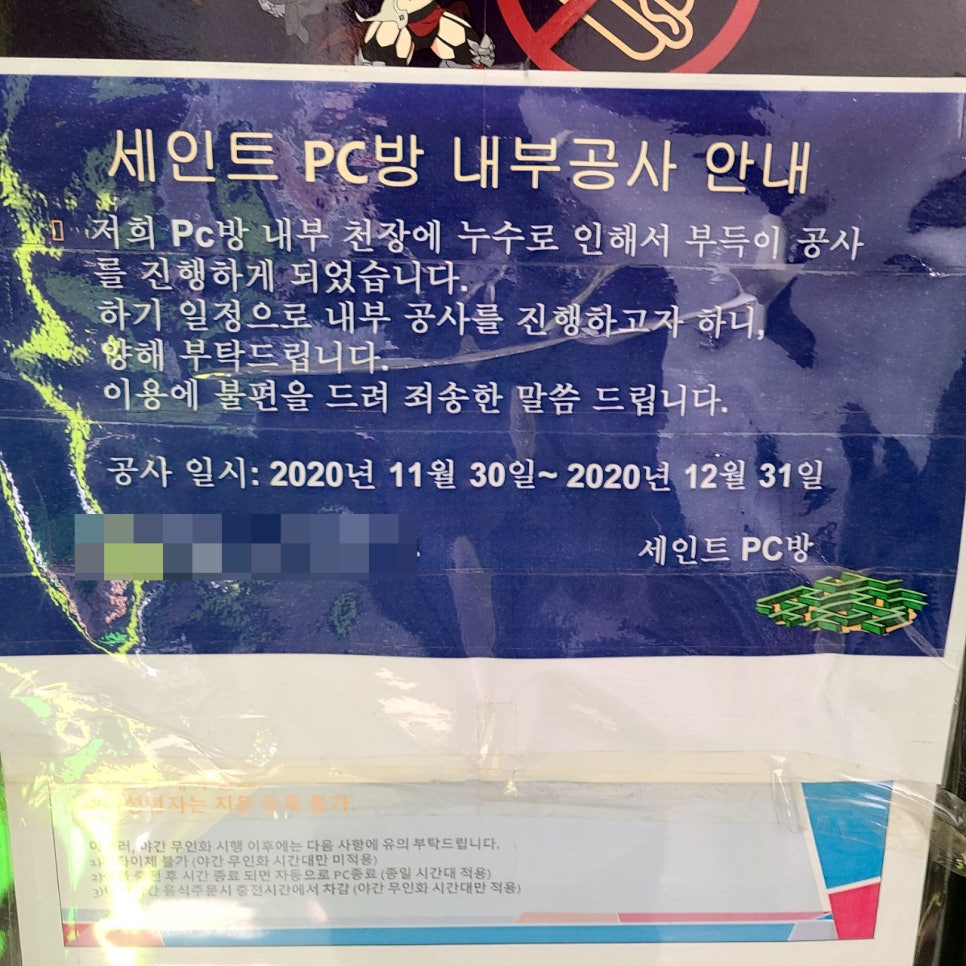 세인트 PC방 내부공사 안내
저희 Pc방 내부 천장에 누수로 인해서 부득이 공사
를 진행하게 되었습니다.
하기 일정으로 내부 공사를 진행하고자 하니,
양해 부탁드립니다.
이용에 불편을 드려 죄송한 말씀 드립니다.
공사 일시: 2020년 11월 30일~ 2020년 12월 31일
세인트 PC방
야간 무인화 시행 이후에는 다음 사항에 유의 부탁드립니다.
불가 (야간 무인화 시간대만 미적용)
후 시간 종료 되면 자동으로 PC종료 (종일 시간대 적용)
음식주문시 충전시간에서 차감 (야간 무인화 시간대만 적용)